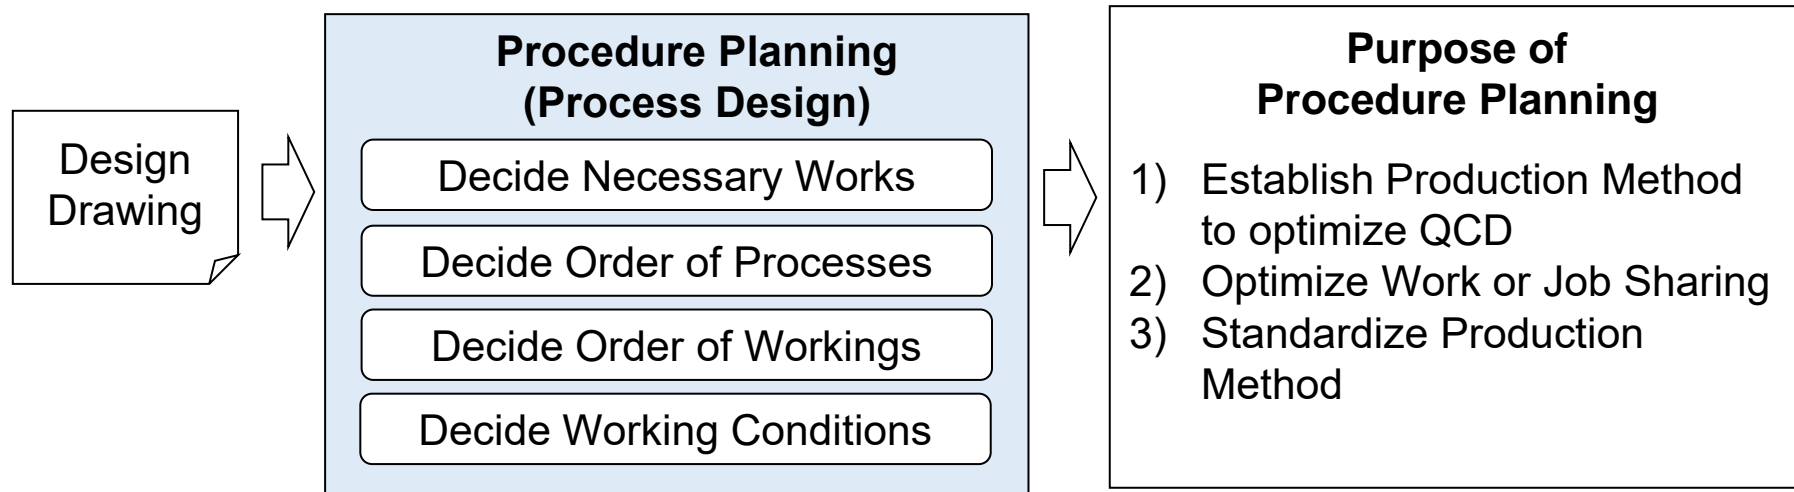 Design
Drawing
Procedure Planning
(Process Design)
Decide Necessary Works
Decide Order of Processes
Decide Order of Workings
Decide Working Conditions
Purpose of
Procedure Planning
1) Establish Production Method
to optimize QCD
2) Optimize Work or Job Sharing
3) Standardize Production
Method